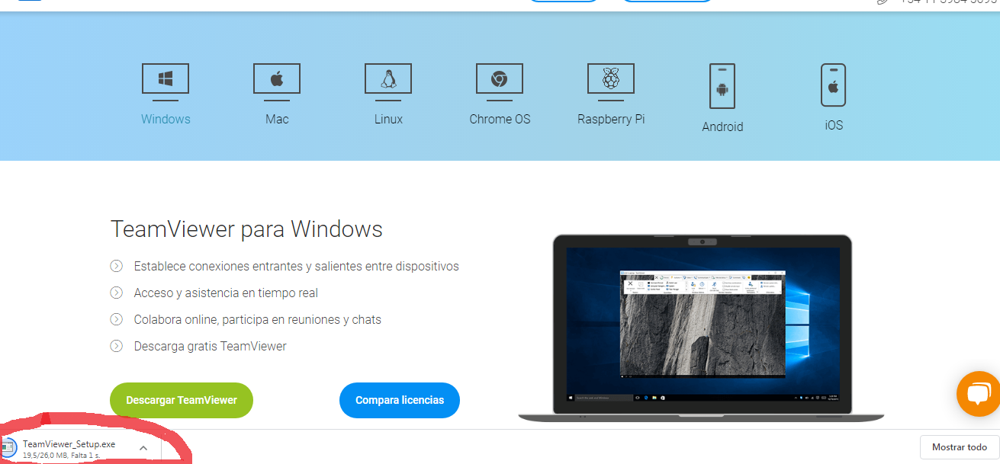 Windows
Mac
Linux
Chrome OS
Raspberry Pi
Android
iOS
TeamViewer para Windows
Establece conexiones entrantes y salientes entre dispositivos
Acceso y asistencia en tiempo real
Colabora online, participa en reuniones y chats
Descarga gratis TeamViewer
Descargar TeamViewer
Compara licencias
TeamViewer_Setup.exe
19,5/26,0 MB, Falta 1 s.
Mostrar todo